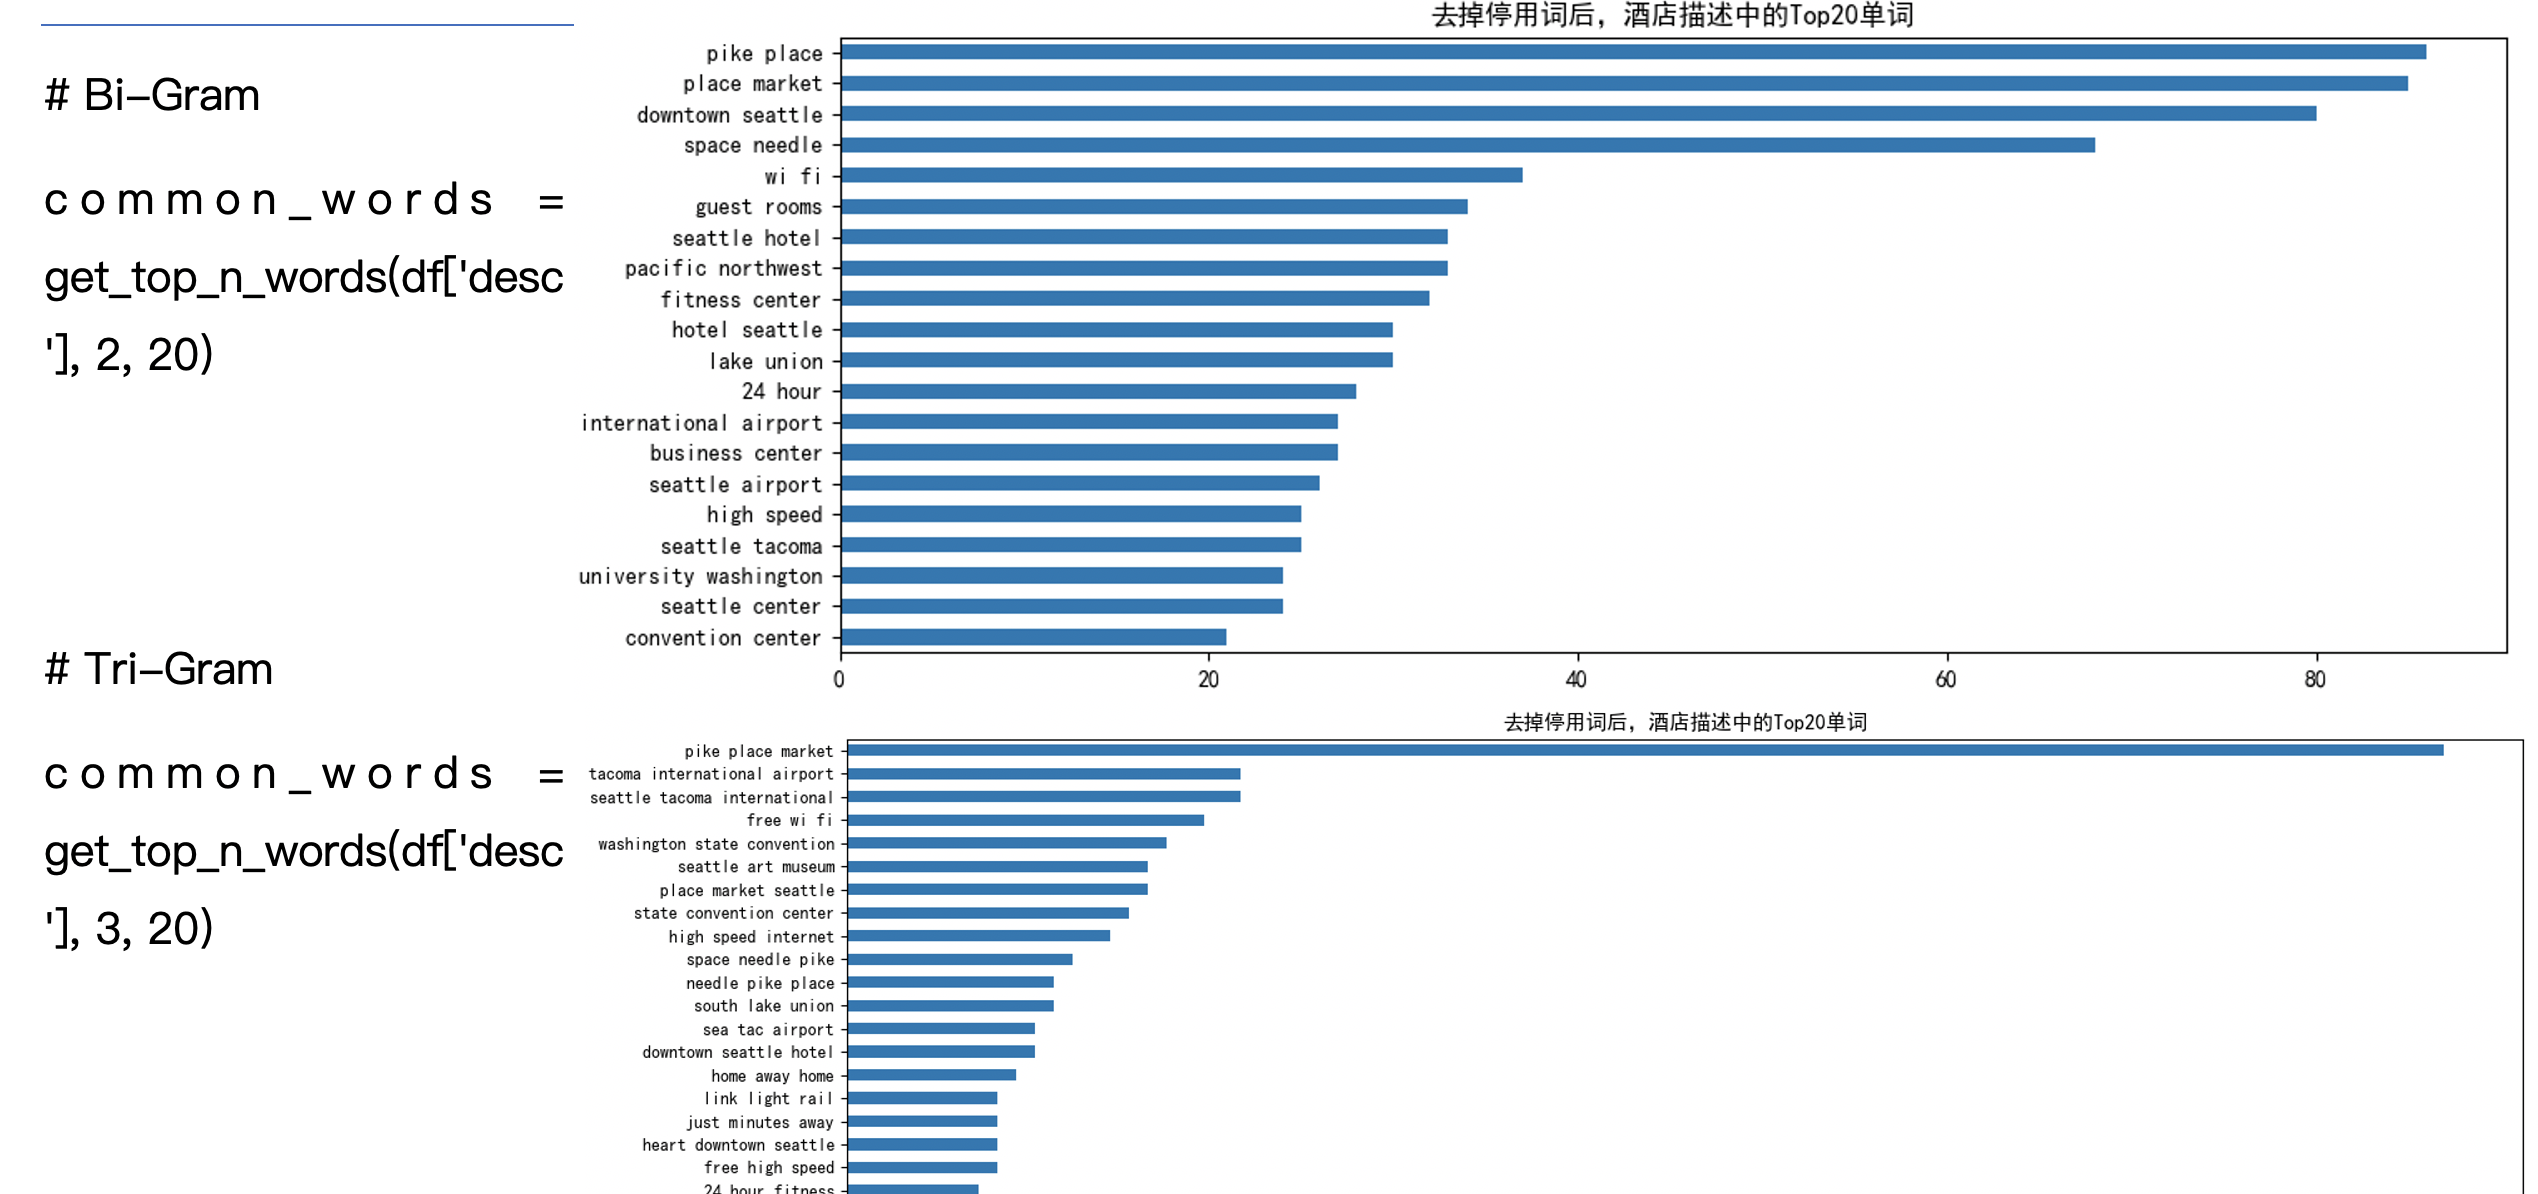 # Bi–Gram
common_words =
get_top_n_words(df['desc
'], 2, 20)
去掉停用词后，酒店描述中的Top20单词
pike place
place market
downtown seattle
space needle
wi fi
guest rooms
seattle hotel
pacific northwest
fitness center
hotel seattle
lake union
24 hour
international airport
business center
seattle airport
high speed
seattle tacoma
university washington
seattle center
convention center
0 20 40 60 80
# Tri–Gram
common_words =
get_top_n_words(df['desc
'], 3, 20)
去掉停用词后，酒店描述中的Top20单词
pike place market
tacoma international airport
seattle tacoma international
free wi fi
washington state convention
seattle art museum
place market seattle
state convention center
high speed internet
space needle pike
needle pike place
south lake union
sea tac airport
downtown seattle hotel
home away home
link light rail
just minutes away
heart downtown seattle
free high speed
24 hour fitness